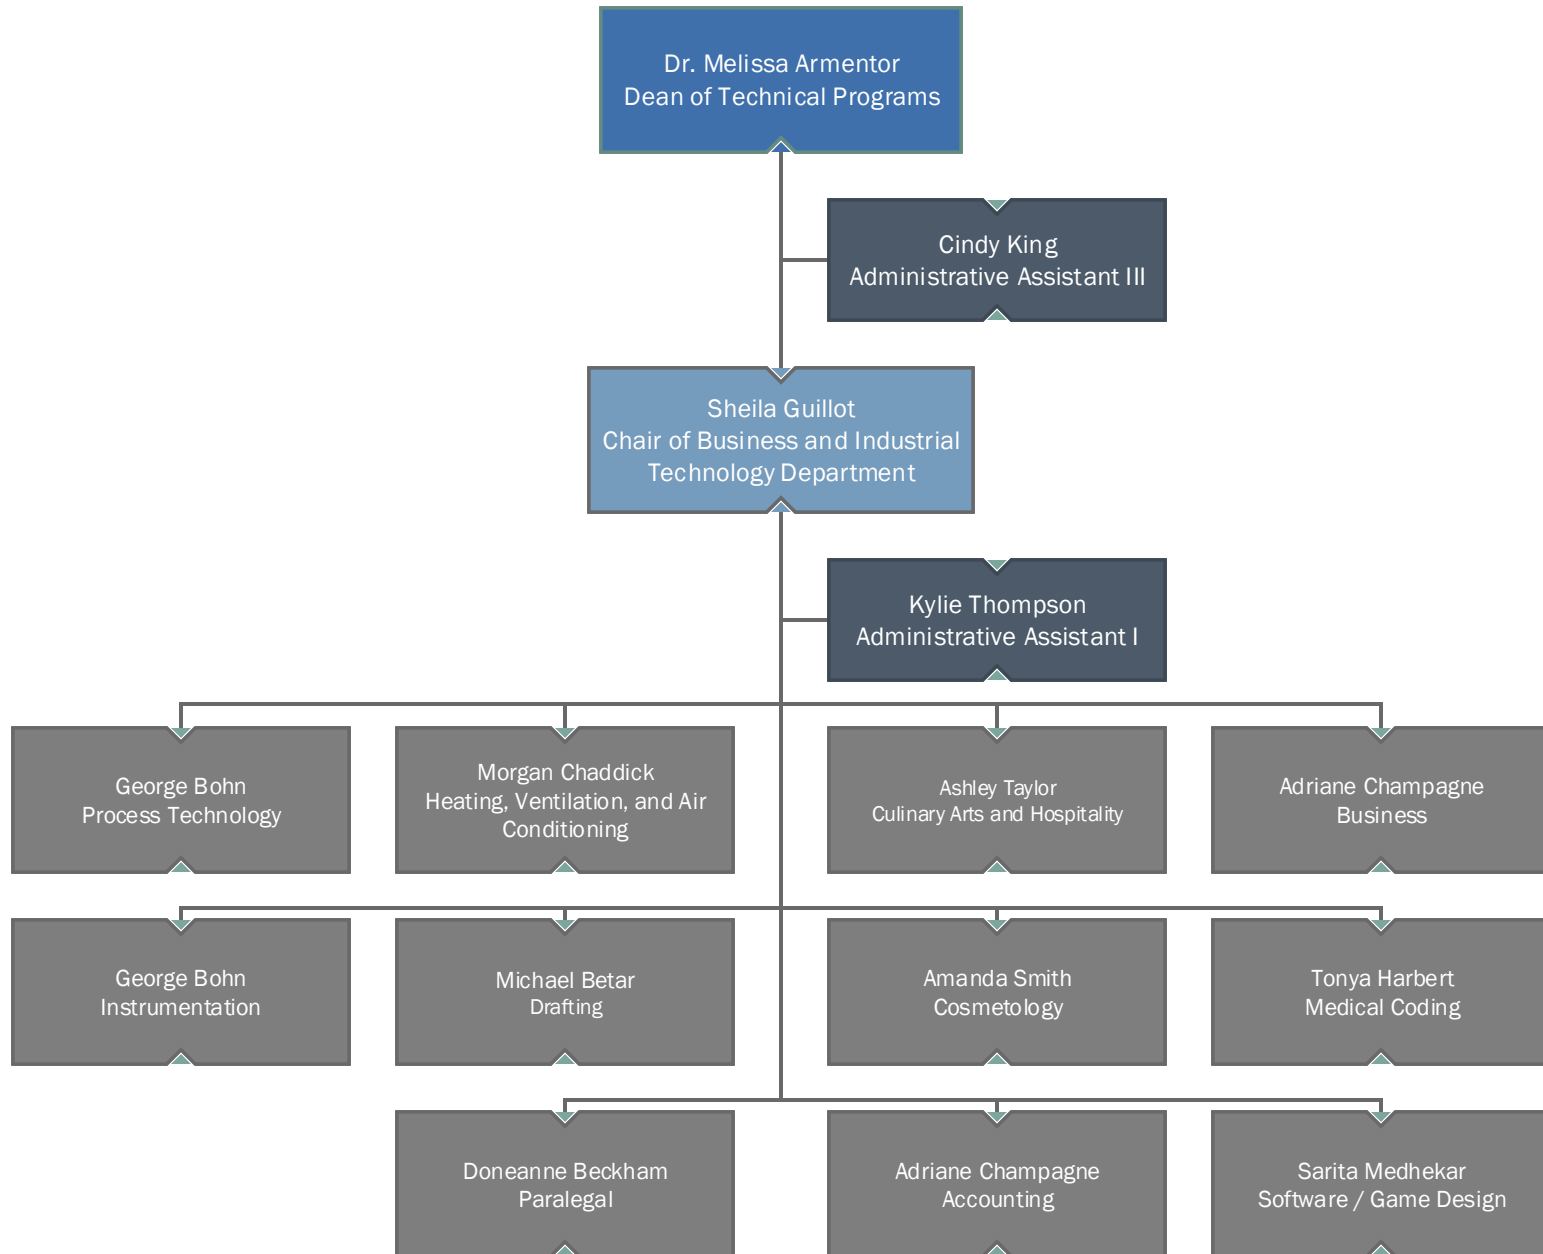 Dr. Melissa Armentor
Dean of Technical Programs
Cindy King
Administrative Assistant III
Sheila Guillot
Chair of Business and Industrial
Technology Department
Kylie Thompson
Administrative Assistant I
George Bohn
Process Technology
Morgan Chaddick
Heating, Ventilation, and Air
Conditioning
Ashley Taylor
Culinary Arts and Hospitality
Adriane Champagne
Business
George Bohn
Instrumentation
Michael Betar
Drafting
Amanda Smith
Cosmetology
Tonya Harbert
Medical Coding
Doneanne Beckham
Paralegal
Adriane Champagne
Accounting
Sarita Medhekar
Software / Game Design